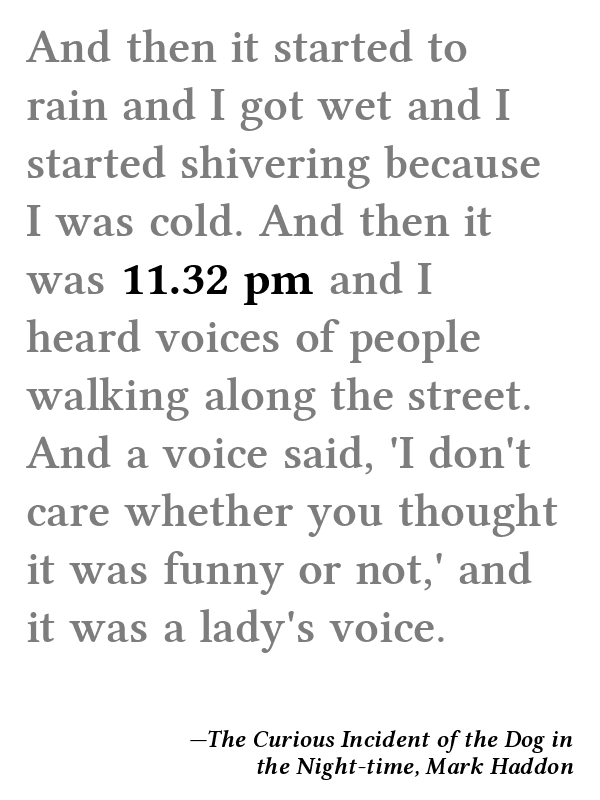 And then it started to
rain and I got wet and I
started shivering because
I was cold. And then it
was 11.32 pm and I
heard voices of people
walking along the street.
And a voice said, 'I don't
care whether you thought
it was funny or not,' and
it was a lady's voice.
—The Curious Incident of the Dog in
the Night-time, Mark Haddon